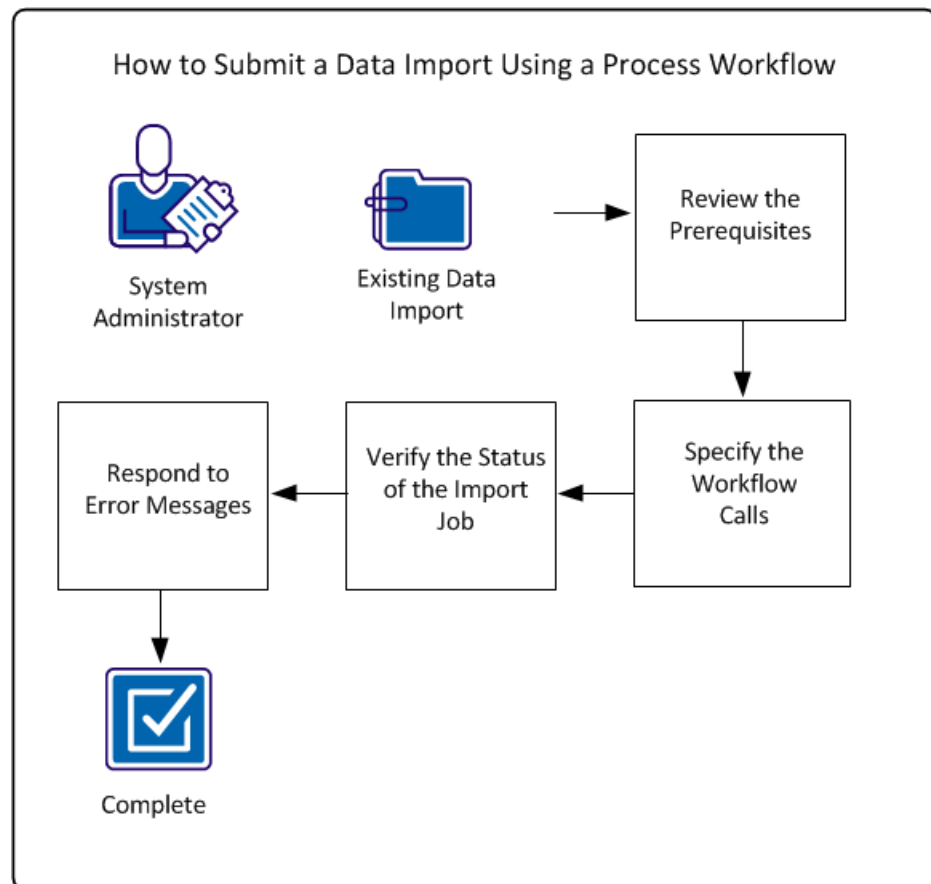 How to Submit a Data Import Using a Process Workflow
System
Administrator
Existing Data
Import
Review the
Prerequisites
Specify the
Workflow
Calls
Verify the Status
of the Import
Job
Respond to
Error Messages
Complete